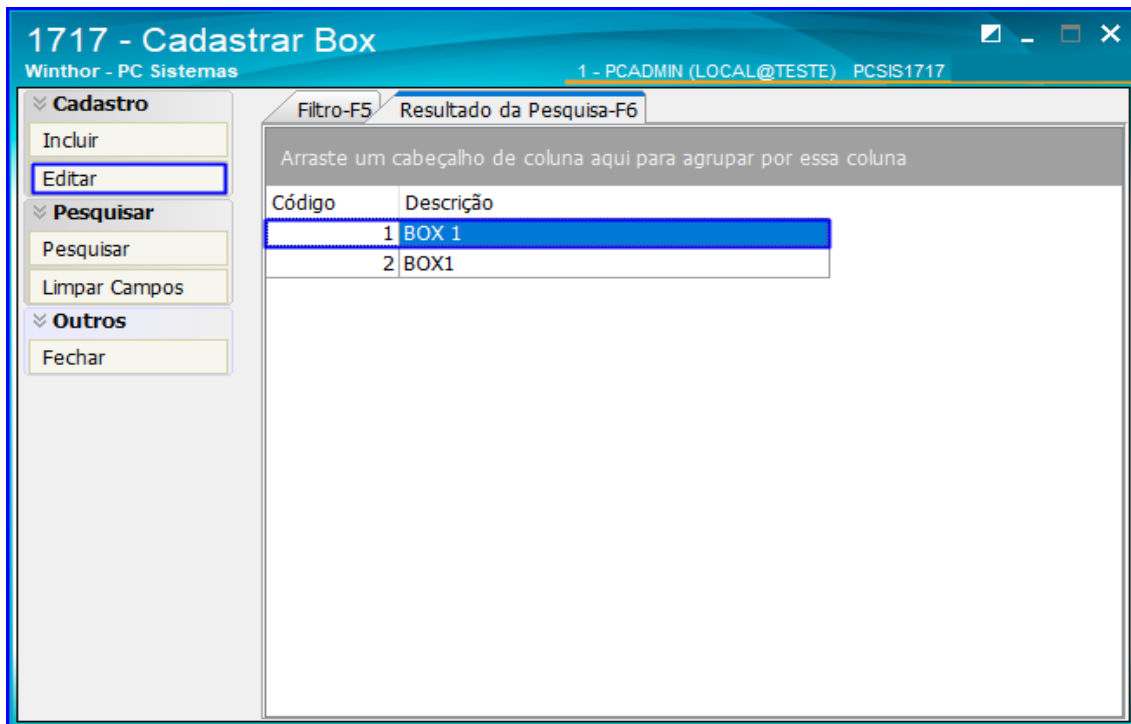 1717 - Cadastrar Box
Winthor - PC Sistemas
1 - PCADMIN (LOCAL@TESTE) PCSIS1717
Cadastro
Incluir
Editar
Pesquisar
Pesquisar
Limpar Campos
Outros
Fechar
Filtro-F5 Resultado da Pesquisa-F6
Arraste um cabeçalho de coluna aqui para agrupar por essa coluna
Código Descrição
1 BOX 1
2 BOX1